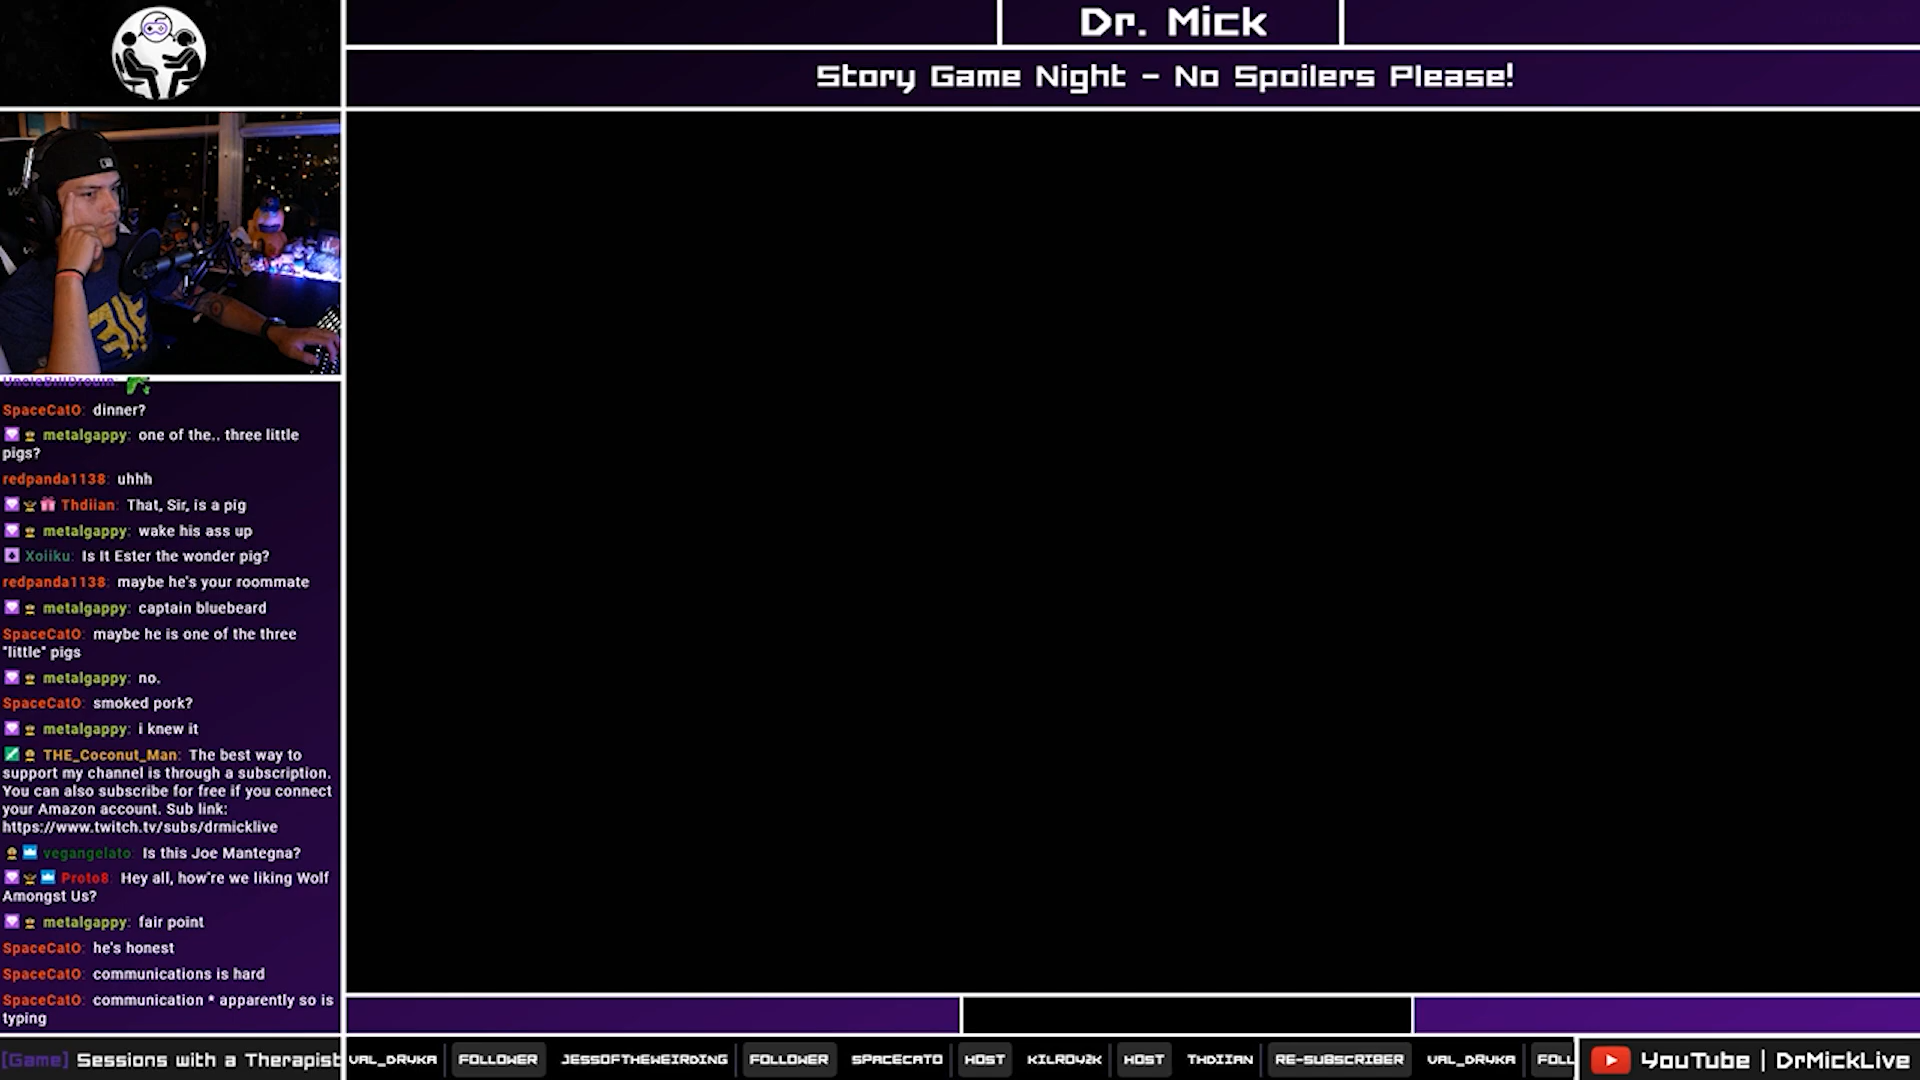 Dr. Mick
Story Game Night - No Spoilers Please!
UncleBillDrouin:
SpaceCat0: dinner?
metalgappy: one of the.. three little
pigs?
redpanda1138: uhhh
Thdiian: That, Sir, is a pig
metalgappy: wake his ass up
Xoiiku: Is It Ester the wonder pig?
redpanda1138: maybe he's your roommate
metalgappy: captain bluebeard
SpaceCat0: maybe he is one of the three
"little" pigs
metalgappy: no.
SpaceCat0: smoked pork?
metalgappy: i knew it
THE_Coconut_Man: The best way to
support my channel is through a subscription.
You can also subscribe for free if you connect
your Amazon account. Sub link:
https://www.twitch.tv/subs/drmicklive
vegangelato: Is this Joe Mantegna?
Proto8: Hey all, how're we liking Wolf
Amongst Us?
metalgappy: fair point
SpaceCat0: he's honest
SpaceCat0: communications is hard
SpaceCat0: communication * apparently so is
typing
[Game] Sessions with a Therapist
VAL_DRYKA FOLLOWER JESSOFTHEWEIRDING FOLLOWER SPACECATO HOST KILROY2K HOST THDIIAN RE-SUBSCRIBER VAL_DRYKA FOLL
YouTube | DrMickLive